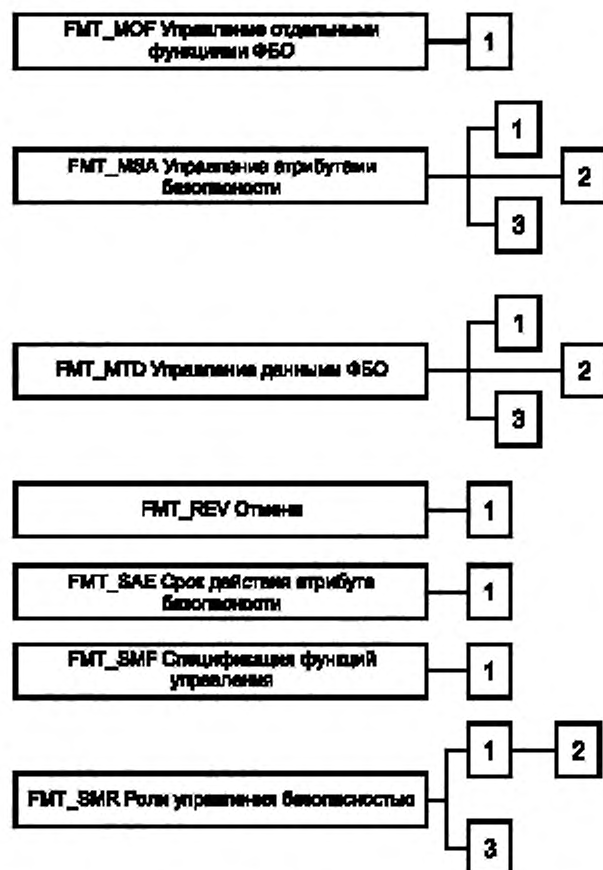 FMT_MOF Управление отдельными
функциями ФБО
1
1
FMT_MSA Управление атрибутами
безопасности
2
3
1
FMT_MTD Управление данными ФБО
2
3
FMT_REV Отмена
1
FMT_SAE Срок действия атрибута
безопасности
1
FMT_SMF Спецификация функций
управления
1
1
2
FMT_SMR Роли управления безопасностью
3